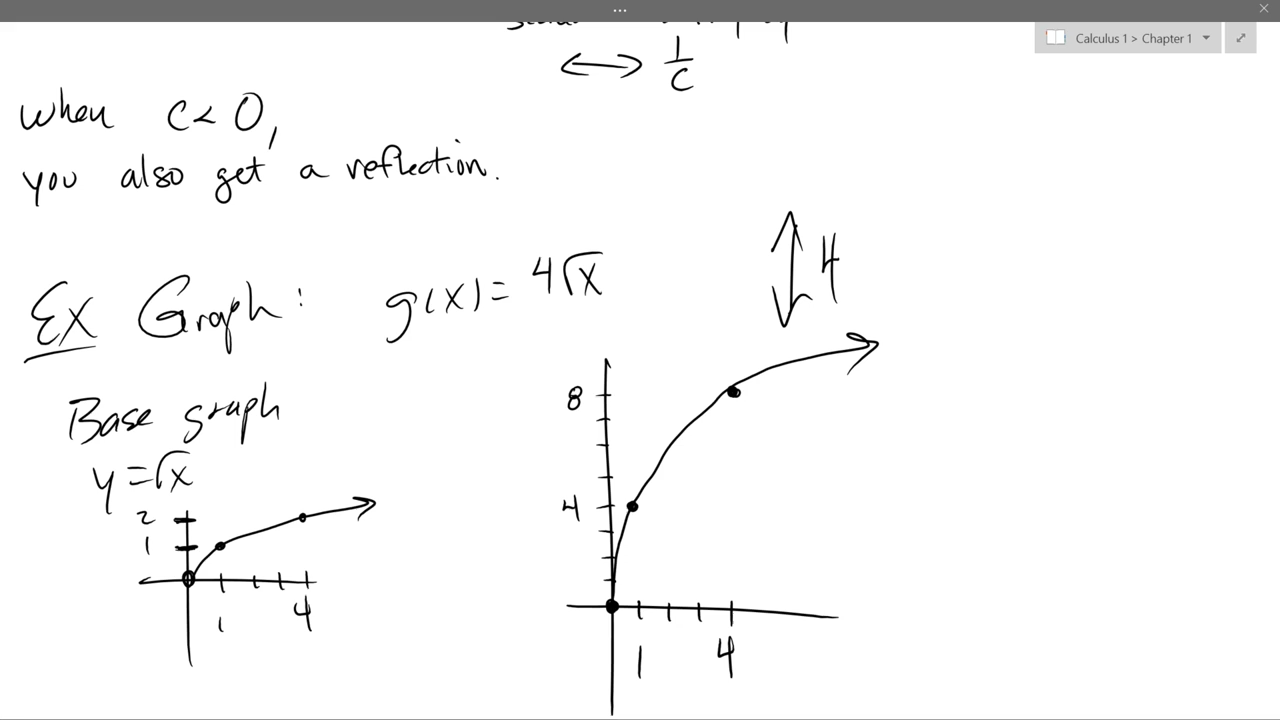 Calculus 1 > Chapter 1
1/c
When c < 0,
you also get a reflection.
Ex Graph: g(x) = 4√x
4
Base graph
y = √x
2
1
1
4
8
4
1
4